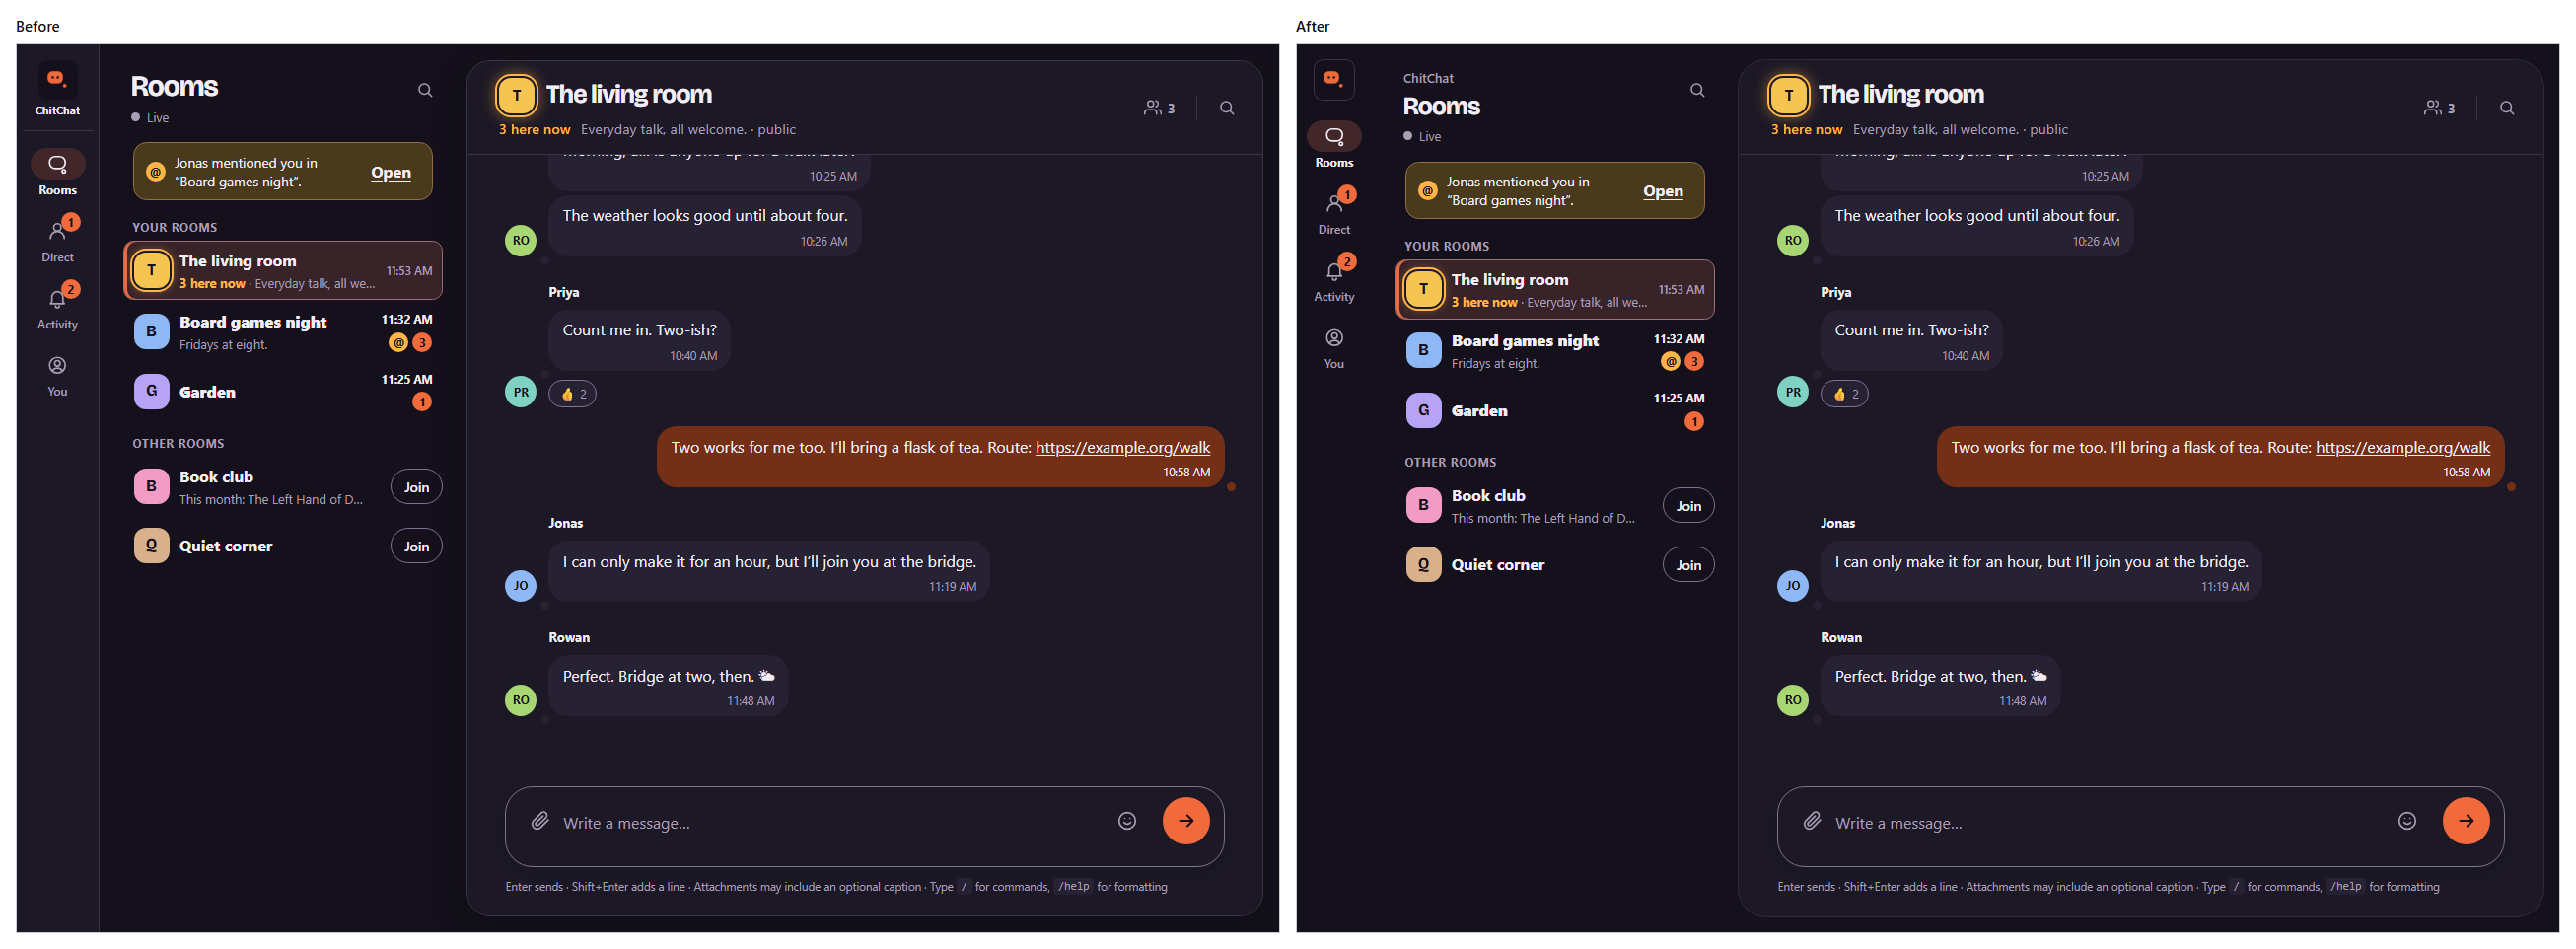 Before
ChitChat
Rooms
Direct
1
Activity
2
You
Rooms
Live
Jonas mentioned you in
“Board games night”.
Open
YOUR ROOMS
T
The living room
11:53 AM
3 here now · Everyday talk, all we...
B
Board games night
11:32 AM
Fridays at eight.
@ 3
G
Garden
11:25 AM
1
OTHER ROOMS
B
Book club
This month: The Left Hand of D...
Join
Q
Quiet corner
Join
T
The living room
3 here now Everyday talk, all welcome. · public
3
10:25 AM
The weather looks good until about four.
10:26 AM
RO
Priya
Count me in. Two-ish?
10:40 AM
PR
👍 2
Two works for me too. I’ll bring a flask of tea. Route: https://example.org/walk
10:58 AM
Jonas
I can only make it for an hour, but I’ll join you at the bridge.
11:19 AM
JO
Rowan
Perfect. Bridge at two, then. 🌥️
11:48 AM
RO
Write a message...
Enter sends · Shift+Enter adds a line · Attachments may include an optional caption · Type / for commands, /help for formatting
After
Rooms
1
Direct
2
Activity
You
ChitChat
Rooms
Live
@
Jonas mentioned you in
“Board games night”.
Open
YOUR ROOMS
T
The living room
11:53 AM
3 here now · Everyday talk, all we...
B
Board games night
11:32 AM
Fridays at eight.
@ 3
G
Garden
11:25 AM
1
OTHER ROOMS
B
Book club
This month: The Left Hand of D...
Join
Q
Quiet corner
Join
T
The living room
3 here now Everyday talk, all welcome. · public
3
10:25 AM
The weather looks good until about four.
10:26 AM
RO
Priya
Count me in. Two-ish?
10:40 AM
PR
👍 2
Two works for me too. I’ll bring a flask of tea. Route: https://example.org/walk
10:58 AM
Jonas
I can only make it for an hour, but I’ll join you at the bridge.
11:19 AM
JO
Rowan
Perfect. Bridge at two, then. 🌥️
11:48 AM
RO
Write a message...
Enter sends · Shift+Enter adds a line · Attachments may include an optional caption · Type / for commands, /help for formatting